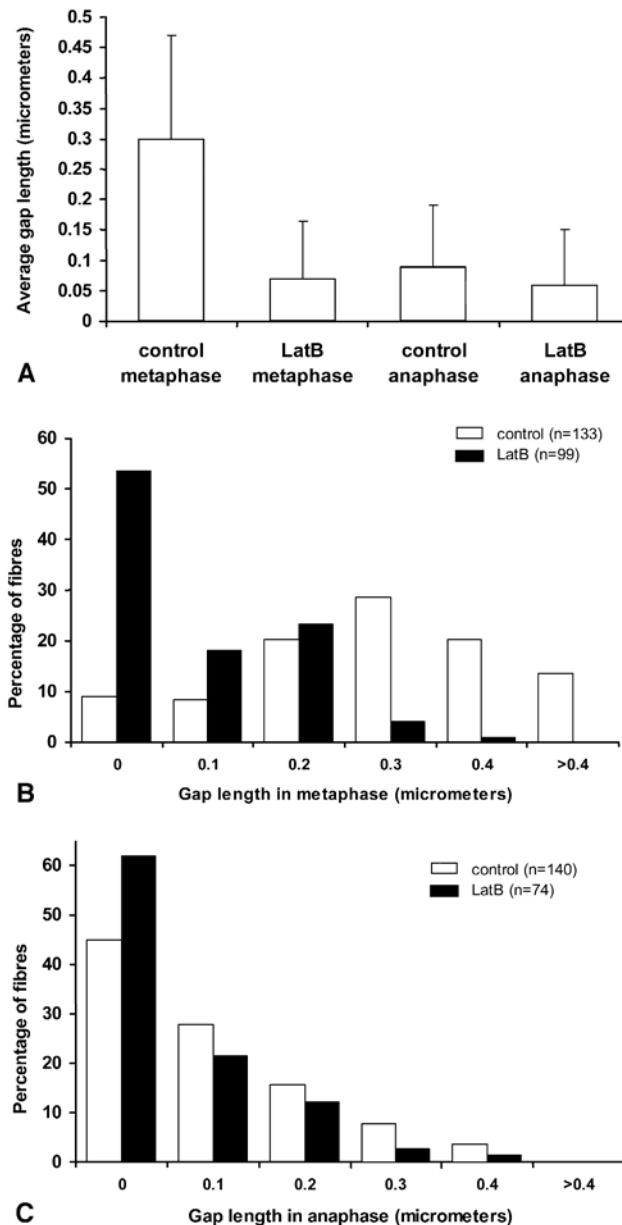 Average gap length (micrometers)
0.5
0.45
0.4
0.35
0.3
0.25
0.2
0.15
0.1
0.05
0
control metaphase
LatB metaphase
control anaphase
LatB anaphase
A
Percentage of fibres
60
50
40
30
20
10
0
control (n=133)
LatB (n=99)
0 0.1 0.2 0.3 0.4 >0.4
Gap length in metaphase (micrometers)
B
Percentage of fibres
60
50
40
30
20
10
0
control (n=140)
LatB (n=74)
0 0.1 0.2 0.3 0.4 >0.4
Gap length in anaphase (micrometers)
C